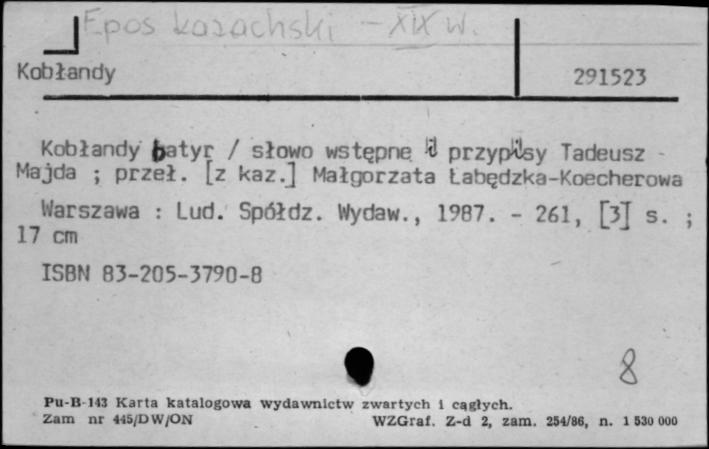 Epos kazachski - XIX w.
Kobłandy 291523
Kobłandy batyr / słowo wstępne i przypisy Tadeusz
Majda ; przeł. [z kaz.] Małgorzata Łabędzka-Koecherowa
Warszawa : Lud. Spółdz. Wydaw., 1987. - 261, [3] s. ;
17 cm
ISBN 83-205-3790-8
8
Pu-B-143 Karta katalogowa wydawnictw zwartych i cągłych.
Zam nr 445/DW/ON WZGraf. Z-d 2, zam. 254/86, n. 1 530 000